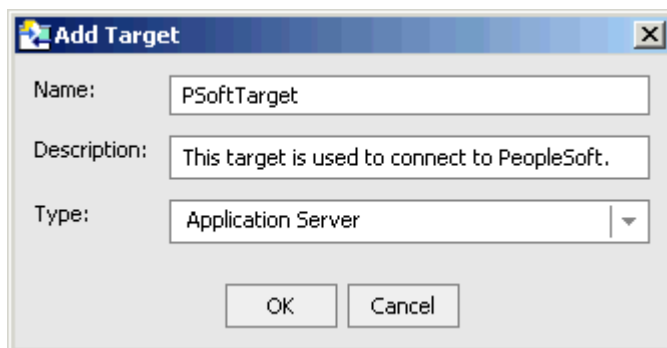 Add Target
Name: PSoftTarget
Description: This target is used to connect to PeopleSoft.
Type: Application Server
OK Cancel